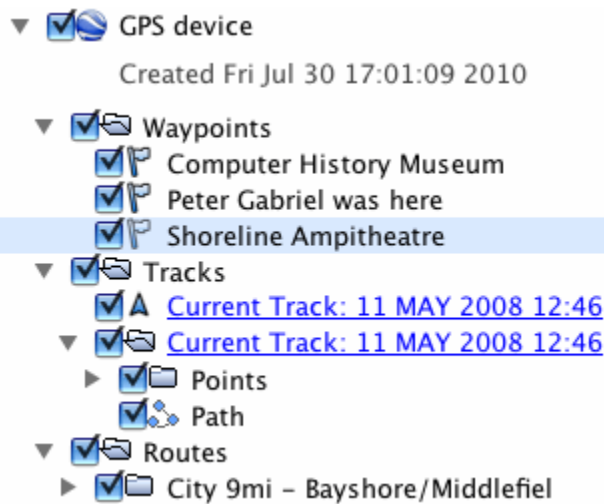 GPS device
Created Fri Jul 30 17:01:09 2010
Waypoints
Computer History Museum
Peter Gabriel was here
Shoreline Ampitheatre
Tracks
Current Track: 11 MAY 2008 12:46
Current Track: 11 MAY 2008 12:46
Points
Path
Routes
City 9mi – Bayshore/Middlefiel